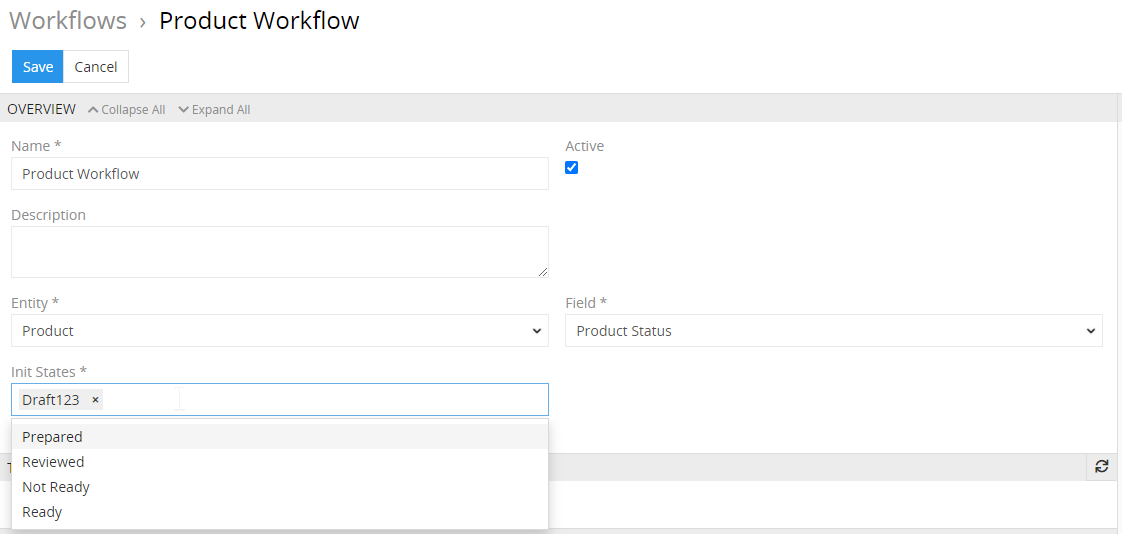 Workflows › Product Workflow
Save Cancel
OVERVIEW Collapse All Expand All
Name * Active
Product Workflow
Description
Entity * Field *
Product Product Status
Init States *
Draft123 ×
Prepared
Reviewed
Not Ready
Ready